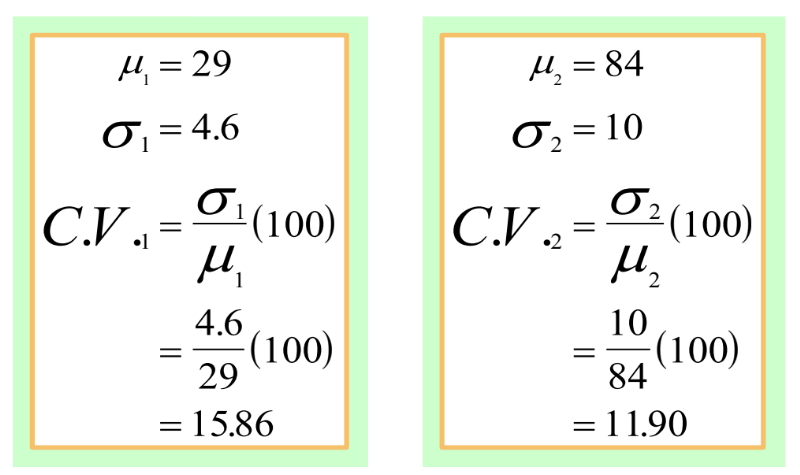 μ₁ = 29
σ₁ = 4.6
C.V.₁ = σ₁/μ₁ (100)
= 4.6/29 (100)
= 15.86
μ₂ = 84
σ₂ = 10
C.V.₂ = σ₂/μ₂ (100)
= 10/84 (100)
= 11.90